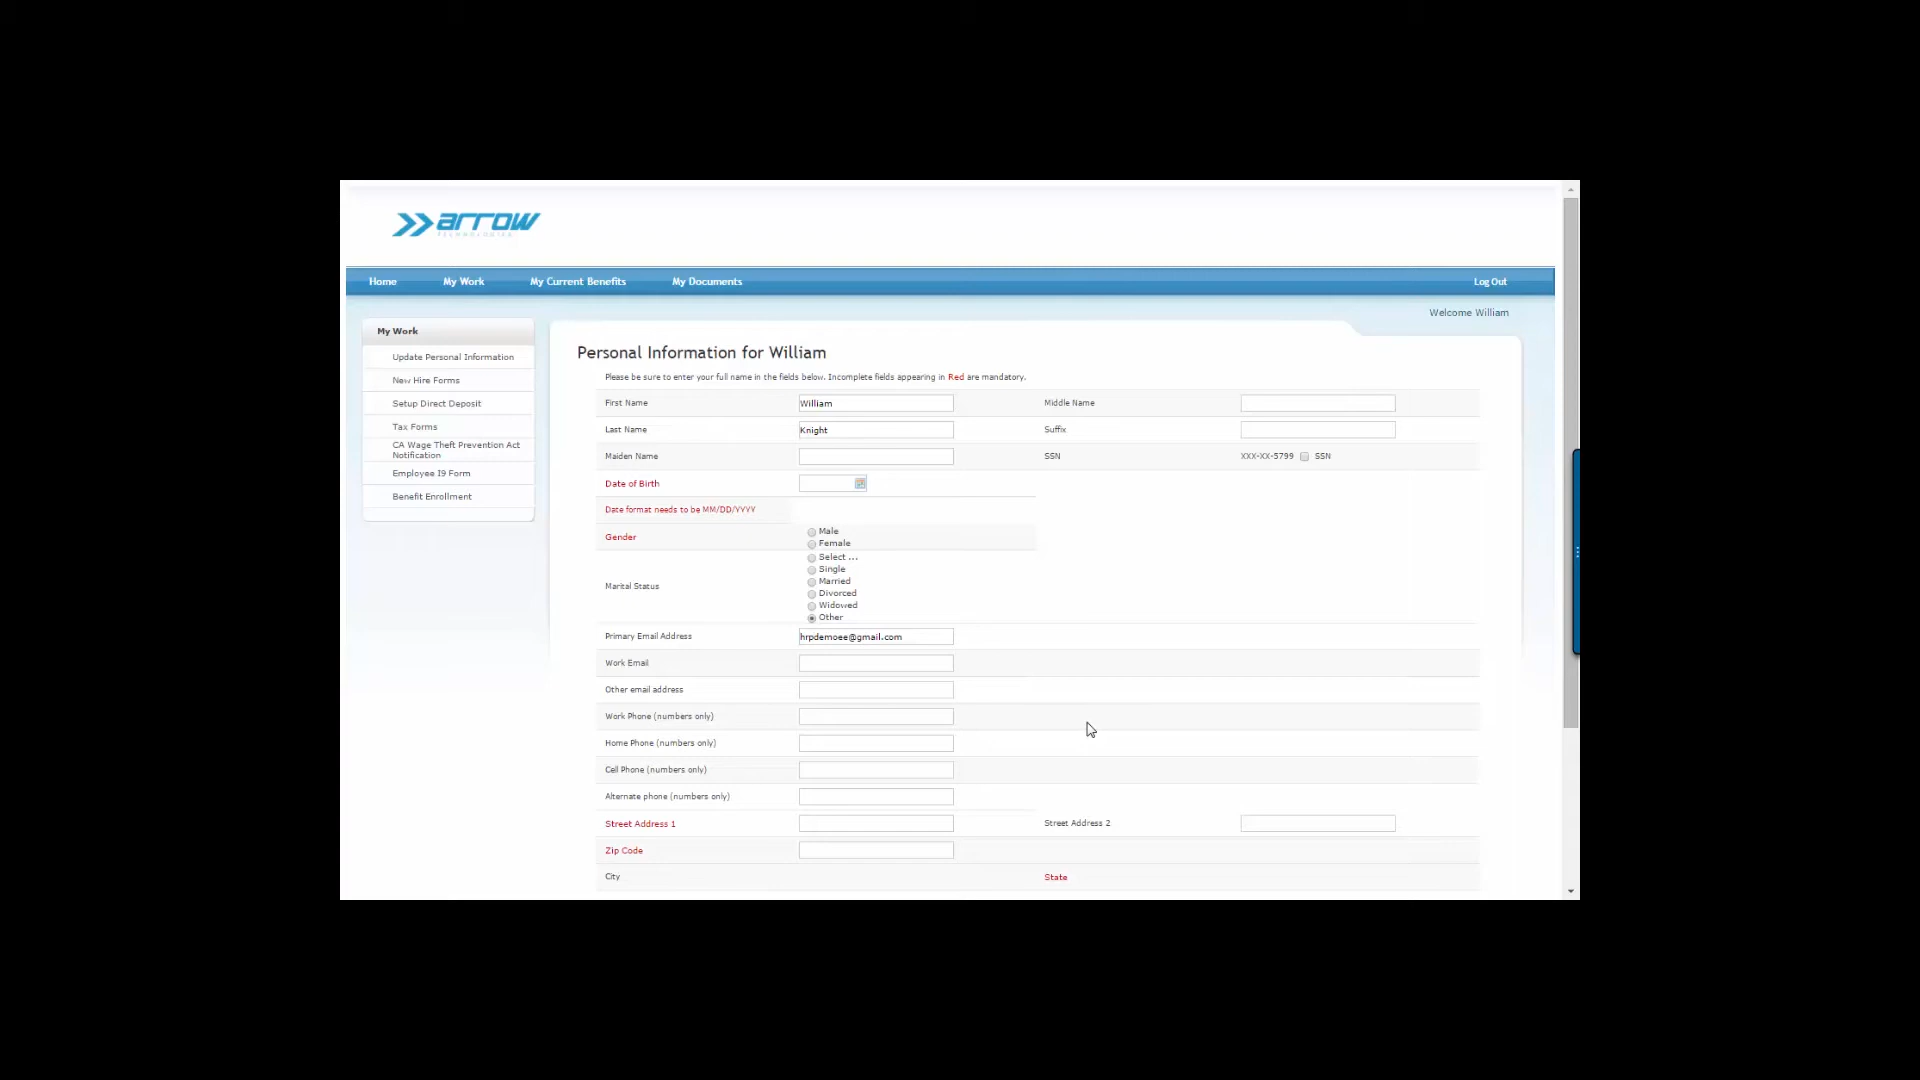 arrow
TECHNOLOGIES
Home My Work My Current Benefits My Documents Log Out
Welcome William
My Work
Update Personal Information
New Hire Forms
Setup Direct Deposit
Tax Forms
CA Wage Theft Prevention Act
Notification
Employee I9 Form
Benefit Enrollment
Personal Information for William
Please be sure to enter your full name in the fields below. Incomplete fields appearing in Red are mandatory.
First Name William Middle Name
Last Name Knight Suffix
Maiden Name SSN XXX-XX-5799 SSN
Date of Birth
Date format needs to be MM/DD/YYYY
Gender
Male
Female
Marital Status
Select ...
Single
Married
Divorced
Widowed
Other
Primary Email Address hrpdemoee@gmail.com
Work Email
Other email address
Work Phone (numbers only)
Home Phone (numbers only)
Cell Phone (numbers only)
Alternate phone (numbers only)
Street Address 1 Street Address 2
Zip Code
City State